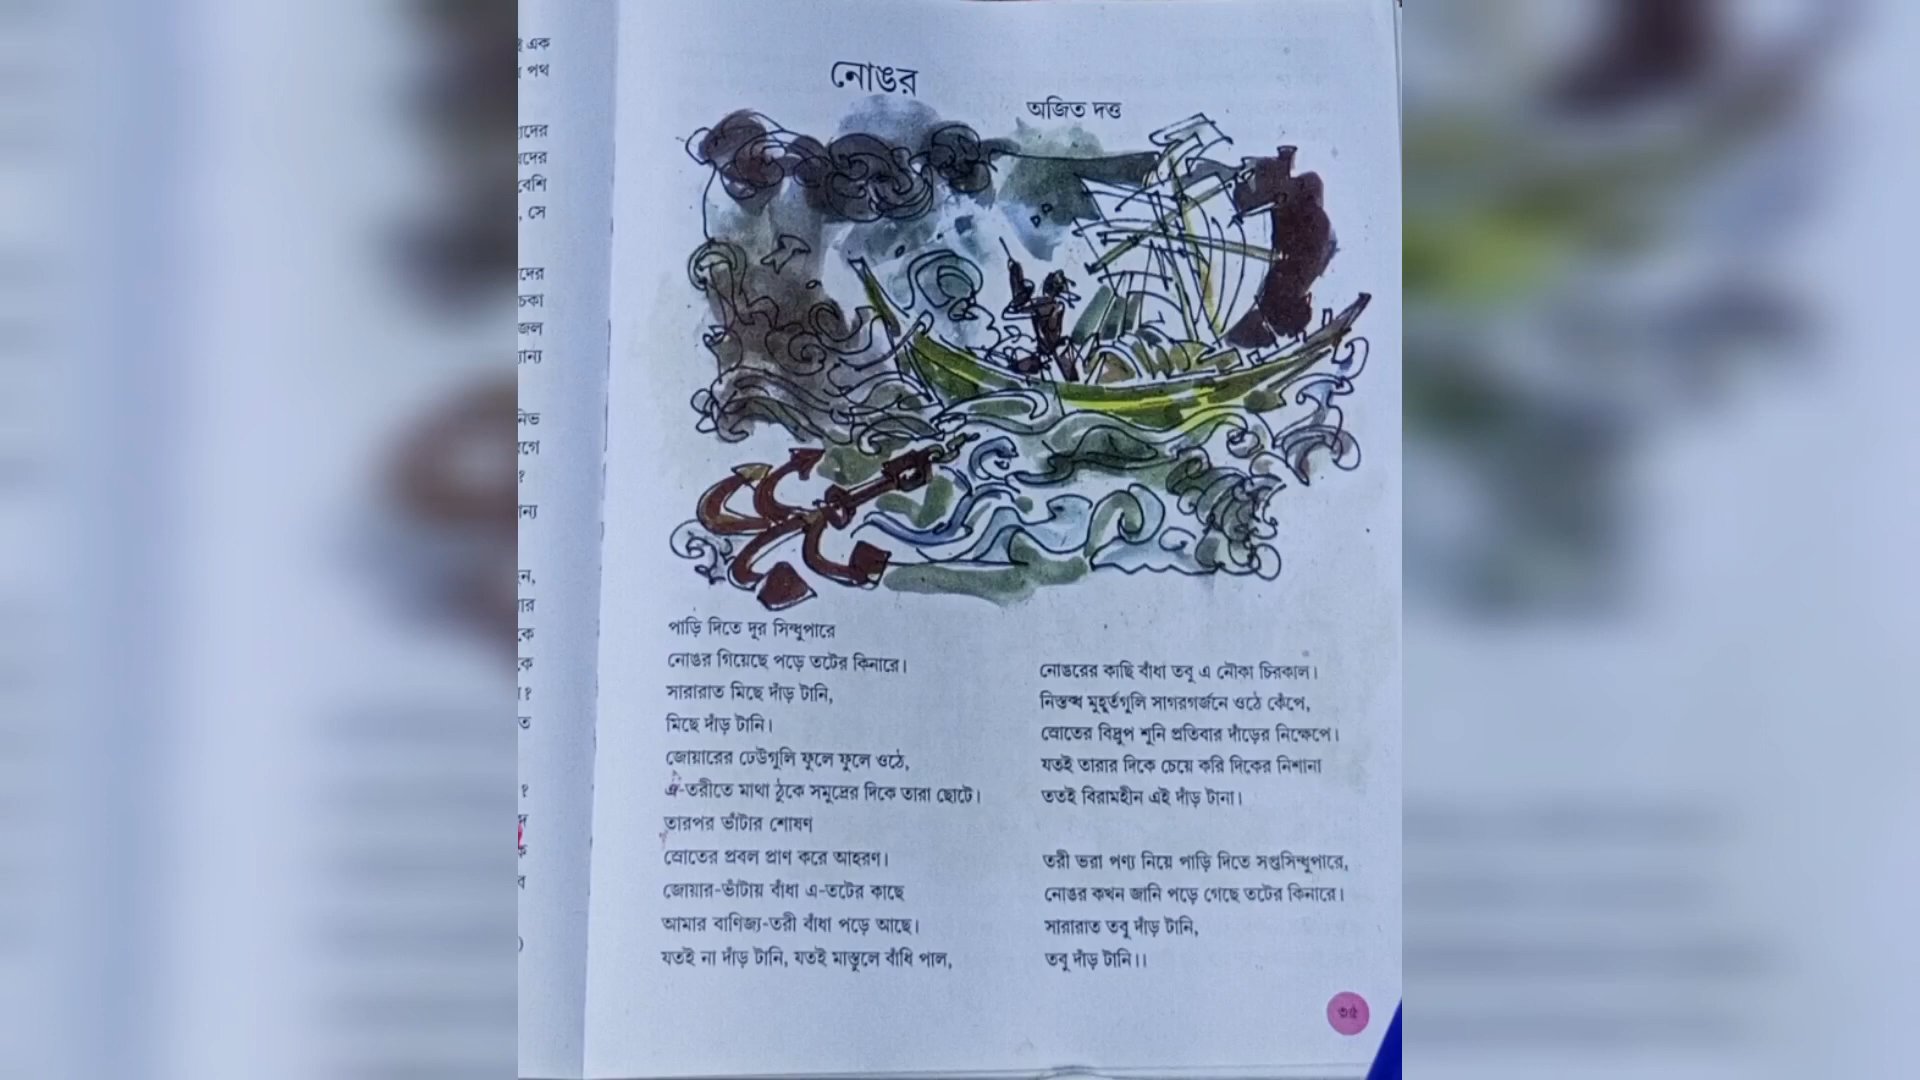 নোঙর
অজিত দত্ত
পাড়ি দিতে দূর সিন্ধুপারে
নোঙর গিয়েছে পড়ে তটের কিনারে।
সারারাত মিছে দাঁড় টানি,
মিছে দাঁড় টানি।
জোয়ারের ঢেউগুলি ফুলে ফুলে ওঠে,
এ-তরীতে মাথা ঠুকে সমুদ্রের দিকে তারা ছোটে।
তারপর ভাঁটার শোষণ
স্রোতের প্রবল প্রাণ করে আহরণ।
জোয়ার-ভাঁটায় বাঁধা এ-তটের কাছে
আমার বাণিজ্য-তরী বাঁধা পড়ে আছে।
যতই না দাঁড় টানি, যতই মাস্তুলে বাঁধি পাল,
নোঙরের কাছি বাঁধা তবু এ নৌকা চিরকাল।
নিস্তব্ধ মুহূর্তগুলি সাগরগর্জনে ওঠে কেঁপে,
স্রোতের বিদ্রুপ শুনি প্রতিবার দাঁড়ের নিক্ষেপে।
যতই তারার দিকে চেয়ে করি দিকের নিশানা
ততই বিরামহীন এই দাঁড় টানা।
তরী ভরা পণ্য নিয়ে পাড়ি দিতে সপ্তসিন্ধুপারে,
নোঙর কখন জানি পড়ে গেছে তটের কিনারে।
সারারাত তবু দাঁড় টানি,
তবু দাঁড় টানি।।
৩৫